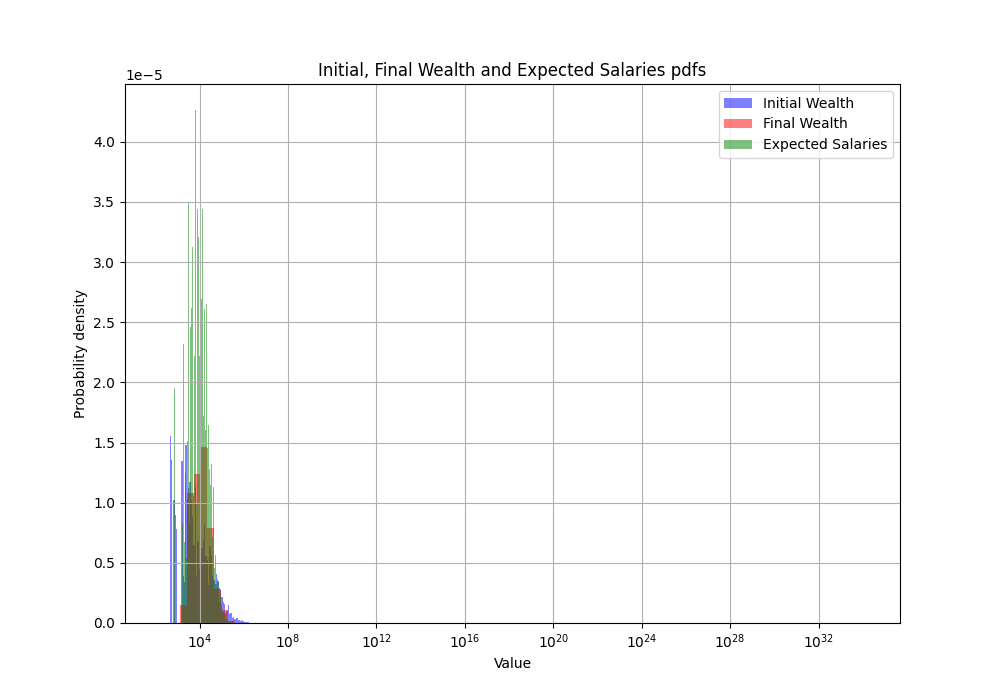 Initial, Final Wealth and Expected Salaries pdfs
1e−5
Initial Wealth
Final Wealth
Expected Salaries
4.0
3.5
3.0
2.5
2.0
1.5
1.0
0.5
0.0
Probability density
10^4 10^8 10^12 10^16 10^20 10^24 10^28 10^32
Value